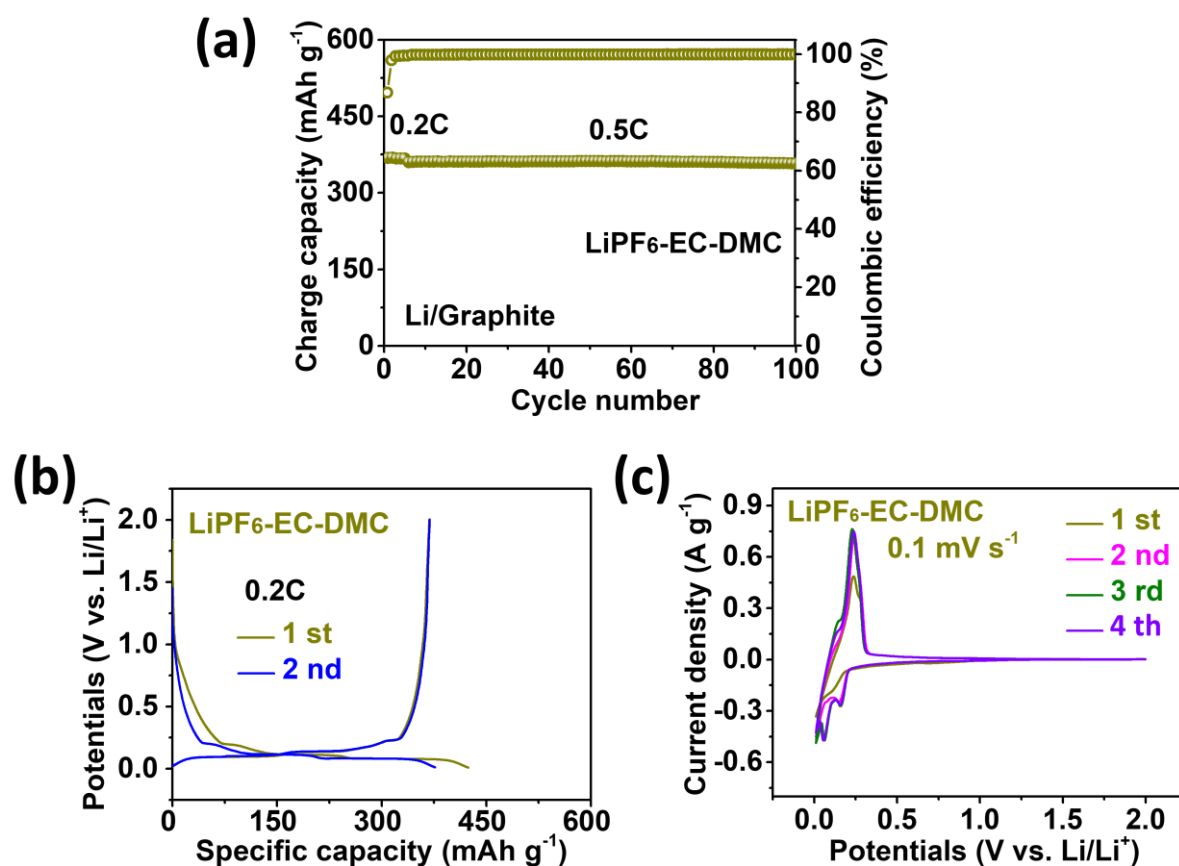 (a)
600
450
300
150
0
Charge capacity (mAh g⁻¹)
0.2C
0.5C
LiPF₆-EC-DMC
Li/Graphite
100
80
60
40
20
0
Coulombic efficiency (%)
0 20 40 60 80 100
Cycle number
(b)
2.0
1.5
1.0
0.5
0.0
Potentials (V vs. Li/Li⁺)
LiPF₆-EC-DMC
0.2C
1 st
2 nd
0 150 300 450 600
Specific capacity (mAh g⁻¹)
(c)
0.9
0.6
0.3
0.0
-0.3
-0.6
Current density (A g⁻¹)
LiPF₆-EC-DMC
0.1 mV s⁻¹
1 st
2 nd
3 rd
4 th
0.0 0.5 1.0 1.5 2.0
Potentials (V vs. Li/Li⁺)